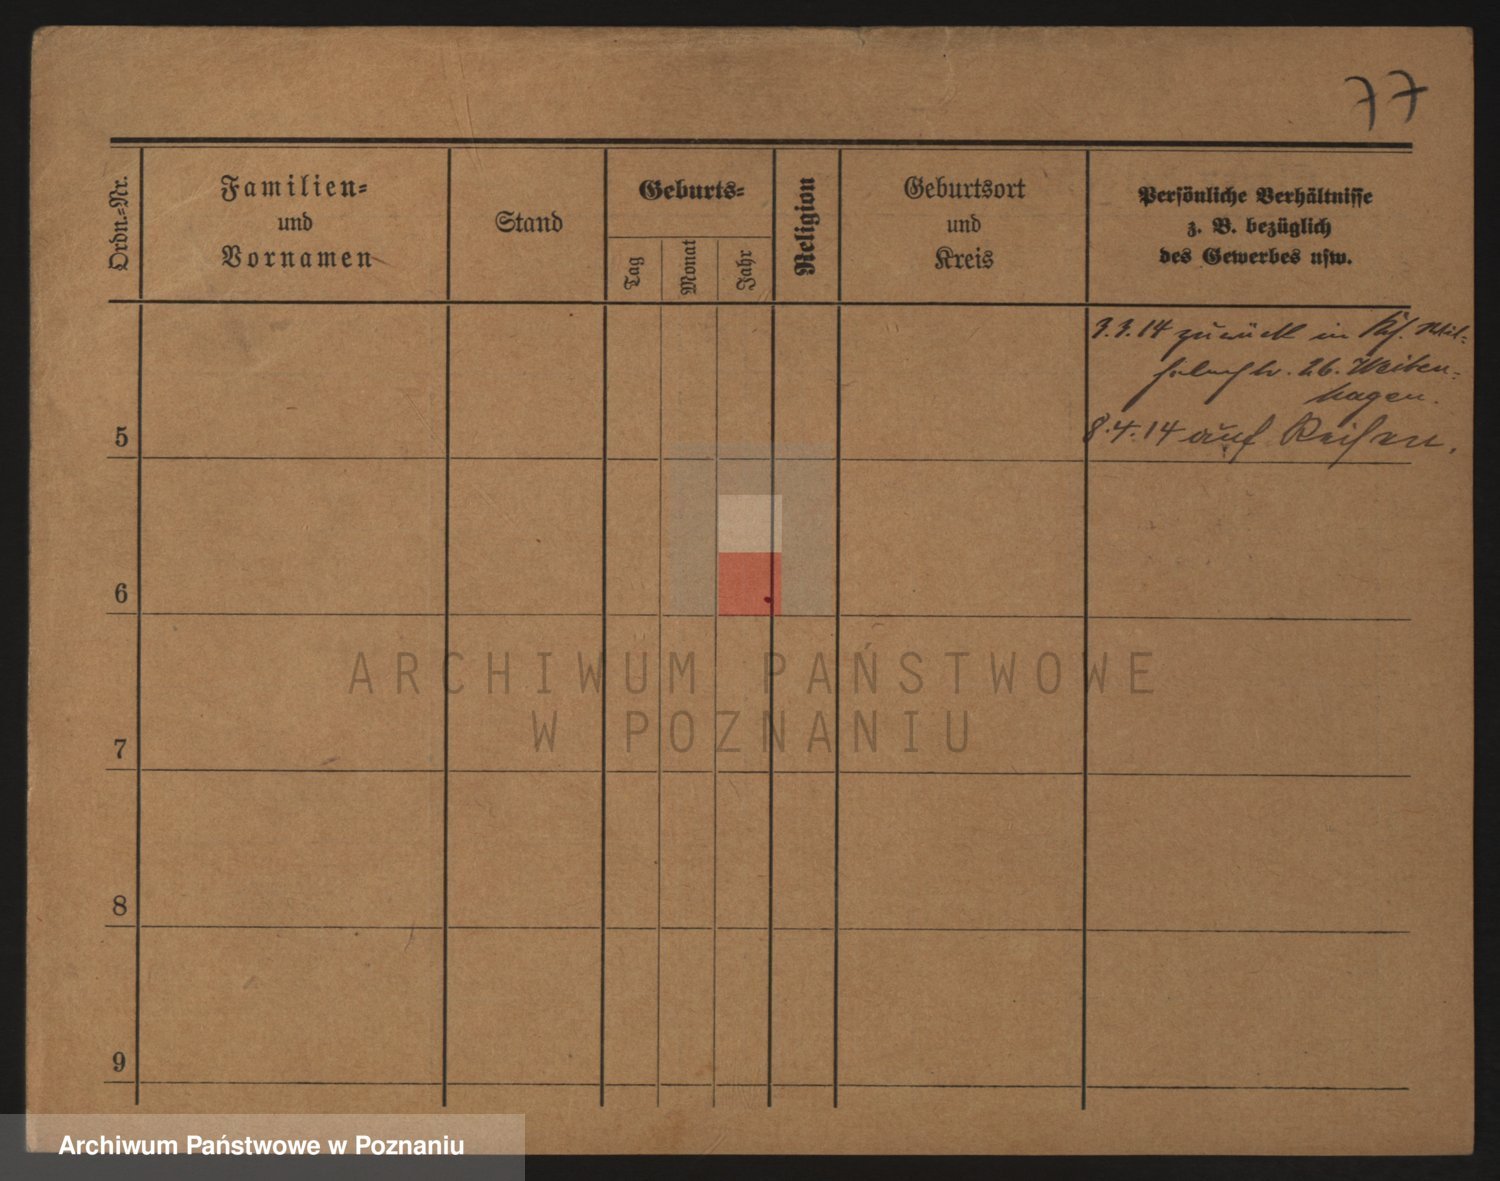 77
Ordn.-Nr.
Familien-
und
Vornamen
Stand
Geburts-
Tag
Monat
Jahr
Religion
Geburtsort
und
Kreis
Persönliche Verhältnisse
z. B. bezüglich
des Gewerbes usw.
3.3.14 zurück in
26. Weiten-
hagen.
8.4.14 auf Reisen.
5
6
7
8
9
ARCHIWUM PAŃSTWOWE
W POZNANIU
Archiwum Państwowe w Poznaniu